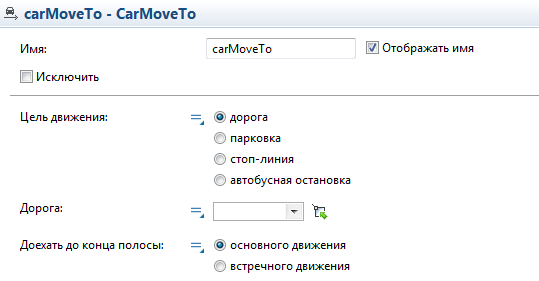 carMoveTo - CarMoveTo
Имя: carMoveTo Отображать имя
Исключить
Цель движения: дорога
парковка
стоп-линия
автобусная остановка
Дорога:
Доехать до конца полосы: основного движения
встречного движения